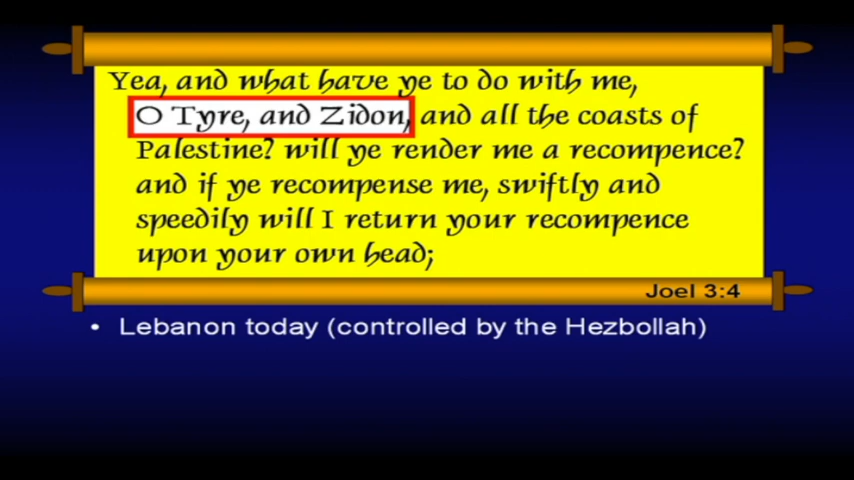 Yea, and what have ye to do with me,
O Tyre, and Zidon, and all the coasts of
Palestine? will ye render me a recompence?
and if ye recompense me, swiftly and
speedily will I return your recompence
upon your own head;
Joel 3:4
• Lebanon today (controlled by the Hezbollah)